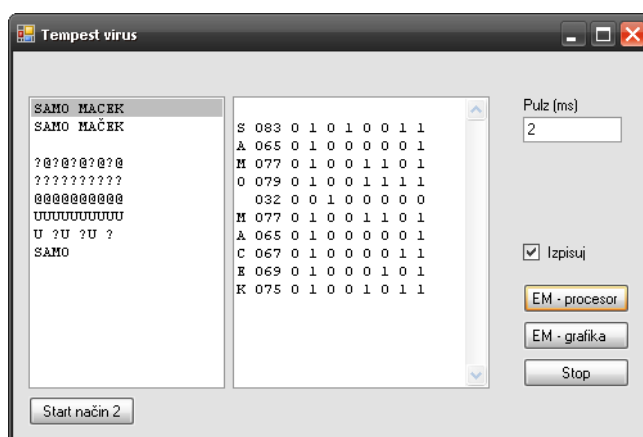 Tempest virus
SAMO MACEK
SAMO MAČEK
?@?@?@?@?@
??????????
@@@@@@@@@@
UUUUUUUUUU
U ?U ?U ?
SAMO
S 083 0 1 0 1 0 0 1 1
A 065 0 1 0 0 0 0 0 1
M 077 0 1 0 0 1 1 0 1
O 079 0 1 0 0 1 1 1 1
032 0 0 1 0 0 0 0 0
M 077 0 1 0 0 1 1 0 1
A 065 0 1 0 0 0 0 0 1
C 067 0 1 0 0 0 0 1 1
E 069 0 1 0 0 0 1 0 1
K 075 0 1 0 0 1 0 1 1
Pulz (ms)
2
Izpisuj
EM - procesor
EM - grafika
Stop
Start način 2